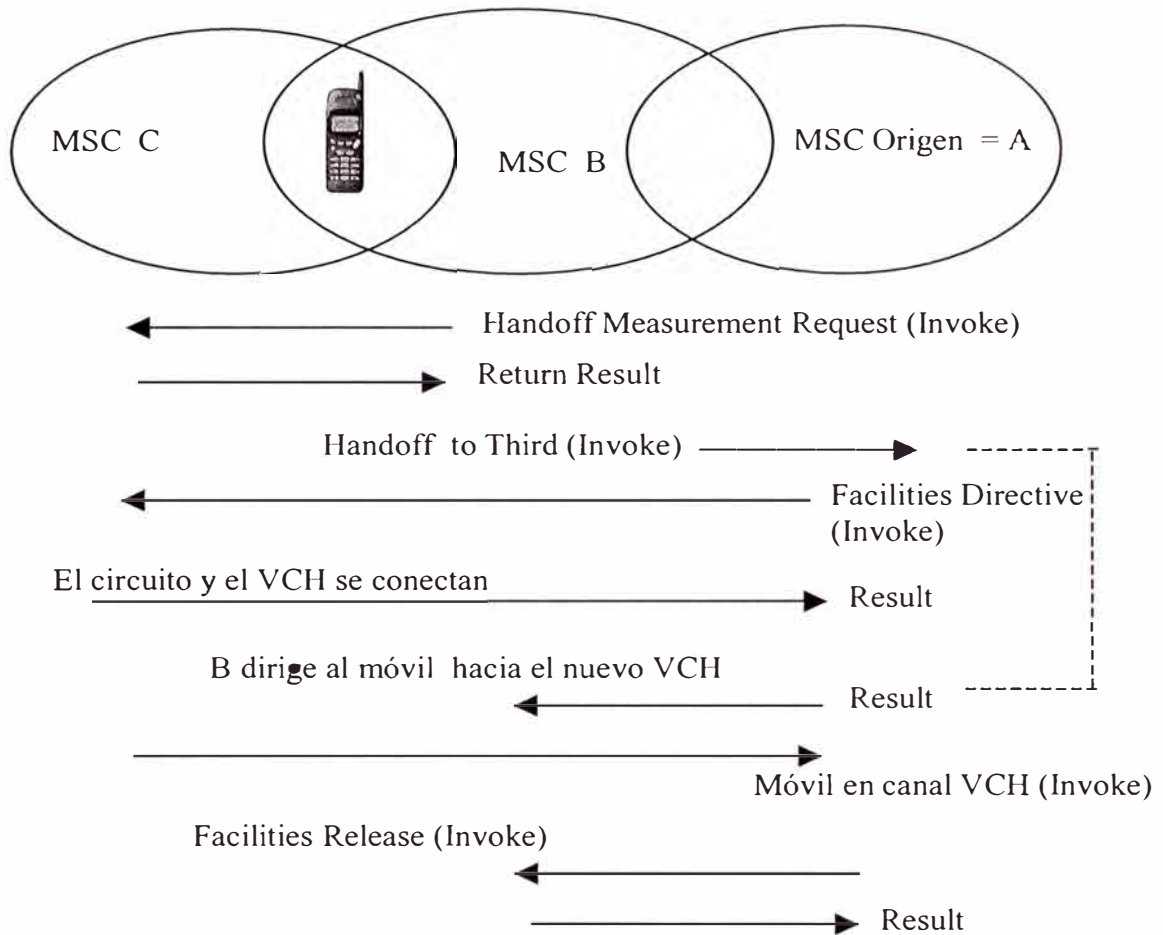 MSC C
MSC B
MSC Origen = A
Handoff Measurement Request (Invoke)
Return Result
Handoff to Third (Invoke)
Facilities Directive
(Invoke)
El circuito y el VCH se conectan
Result
B dirige al móvil hacia el nuevo VCH
Result
Móvil en canal VCH (Invoke)
Facilities Release (Invoke)
Result